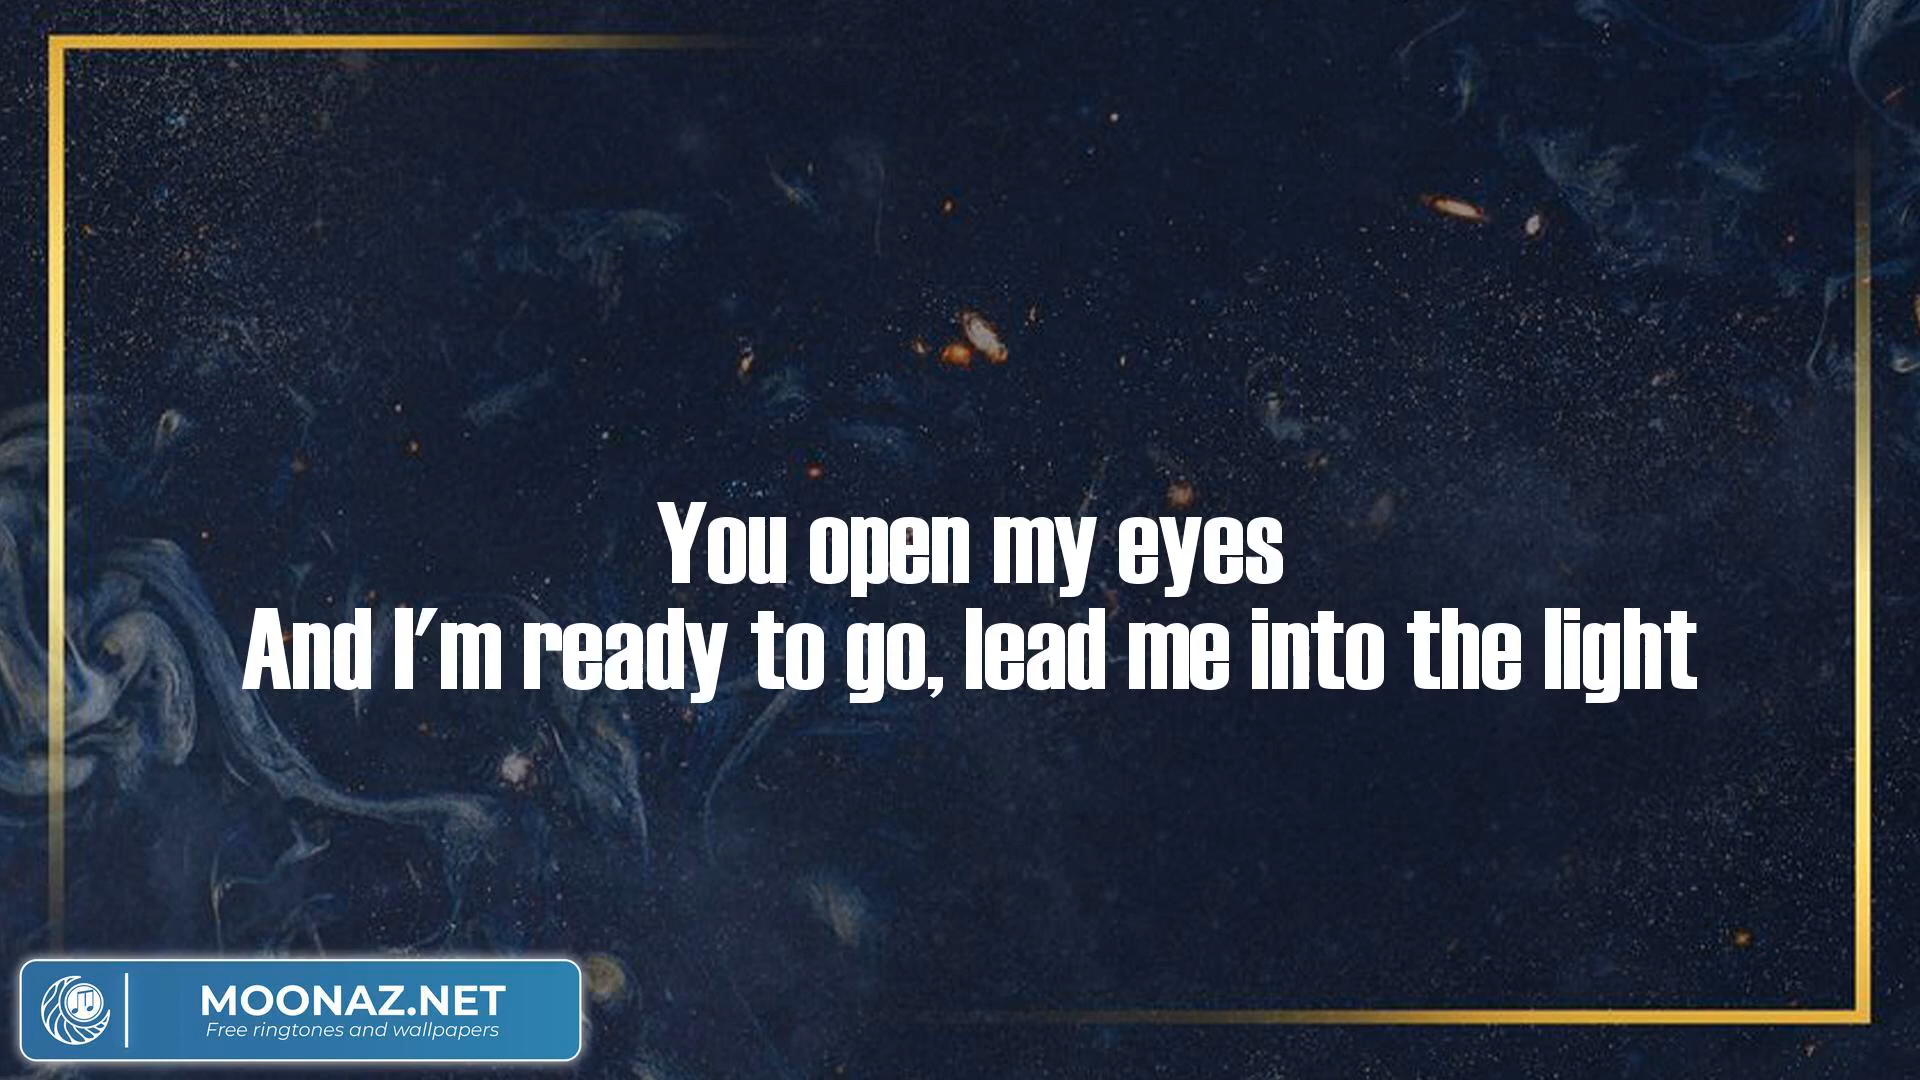 You open my eyes
And I'm ready to go, lead me into the light
MOONAZ.NET
Free ringtones and wallpapers